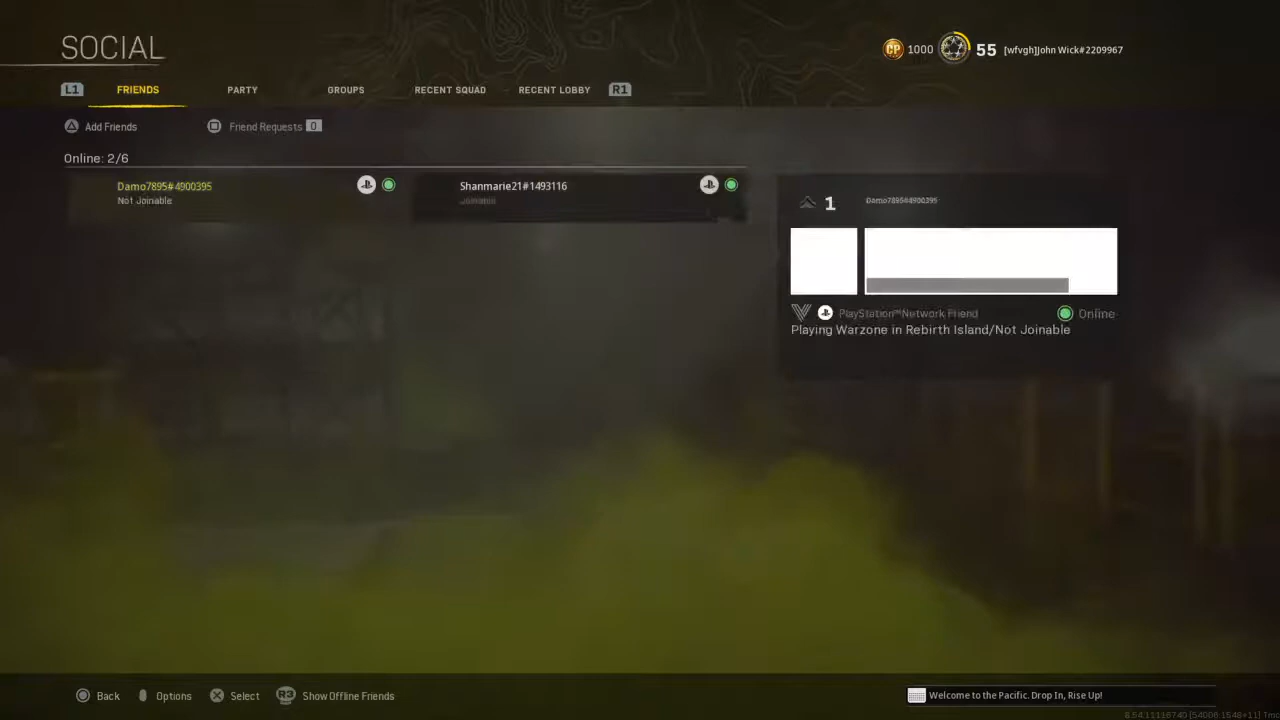 SOCIAL
CP 1000 55 [wfvgh]John Wick#2209967
L1 FRIENDS PARTY GROUPS RECENT SQUAD RECENT LOBBY R1
Add Friends Friend Requests 0
Online: 2/6
Damo7895#4900395
Not Joinable
Shanmarie21#1493116
Joinable
1 Damo7895#4900395
PlayStation™Network Friend Online
Playing Warzone in Rebirth Island/Not Joinable
Back Options Select R3 Show Offline Friends
Welcome to the Pacific. Drop In, Rise Up!